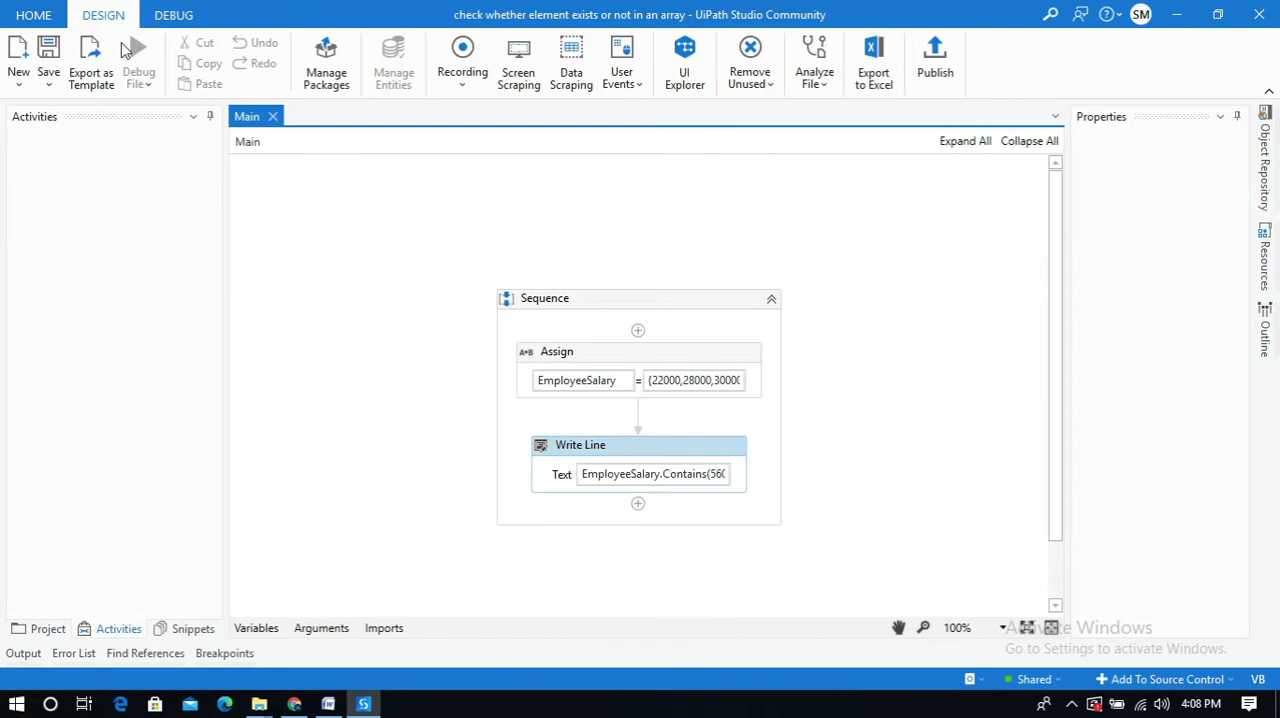 HOME DESIGN DEBUG
check whether element exists or not in an array - UiPath Studio Community
SM
New
Save
Export as Template
Debug File
Cut
Copy
Paste
Undo
Redo
Manage Packages
Manage Entities
Recording
Screen Scraping
Data Scraping
User Events
UI Explorer
Remove Unused
Analyze File
Export to Excel
Publish
Activities
Main
Properties
Main
Expand All Collapse All
Object Repository
Resources
Outline
Sequence
A+B Assign
EmployeeSalary = {22000,28000,30000
Write Line
Text EmployeeSalary.Contains(560
Project Activities Snippets
Variables Arguments Imports
100%
Activate Windows
Go to Settings to activate Windows.
Output Error List Find References Breakpoints
Shared
Add To Source Control
VB
4:08 PM